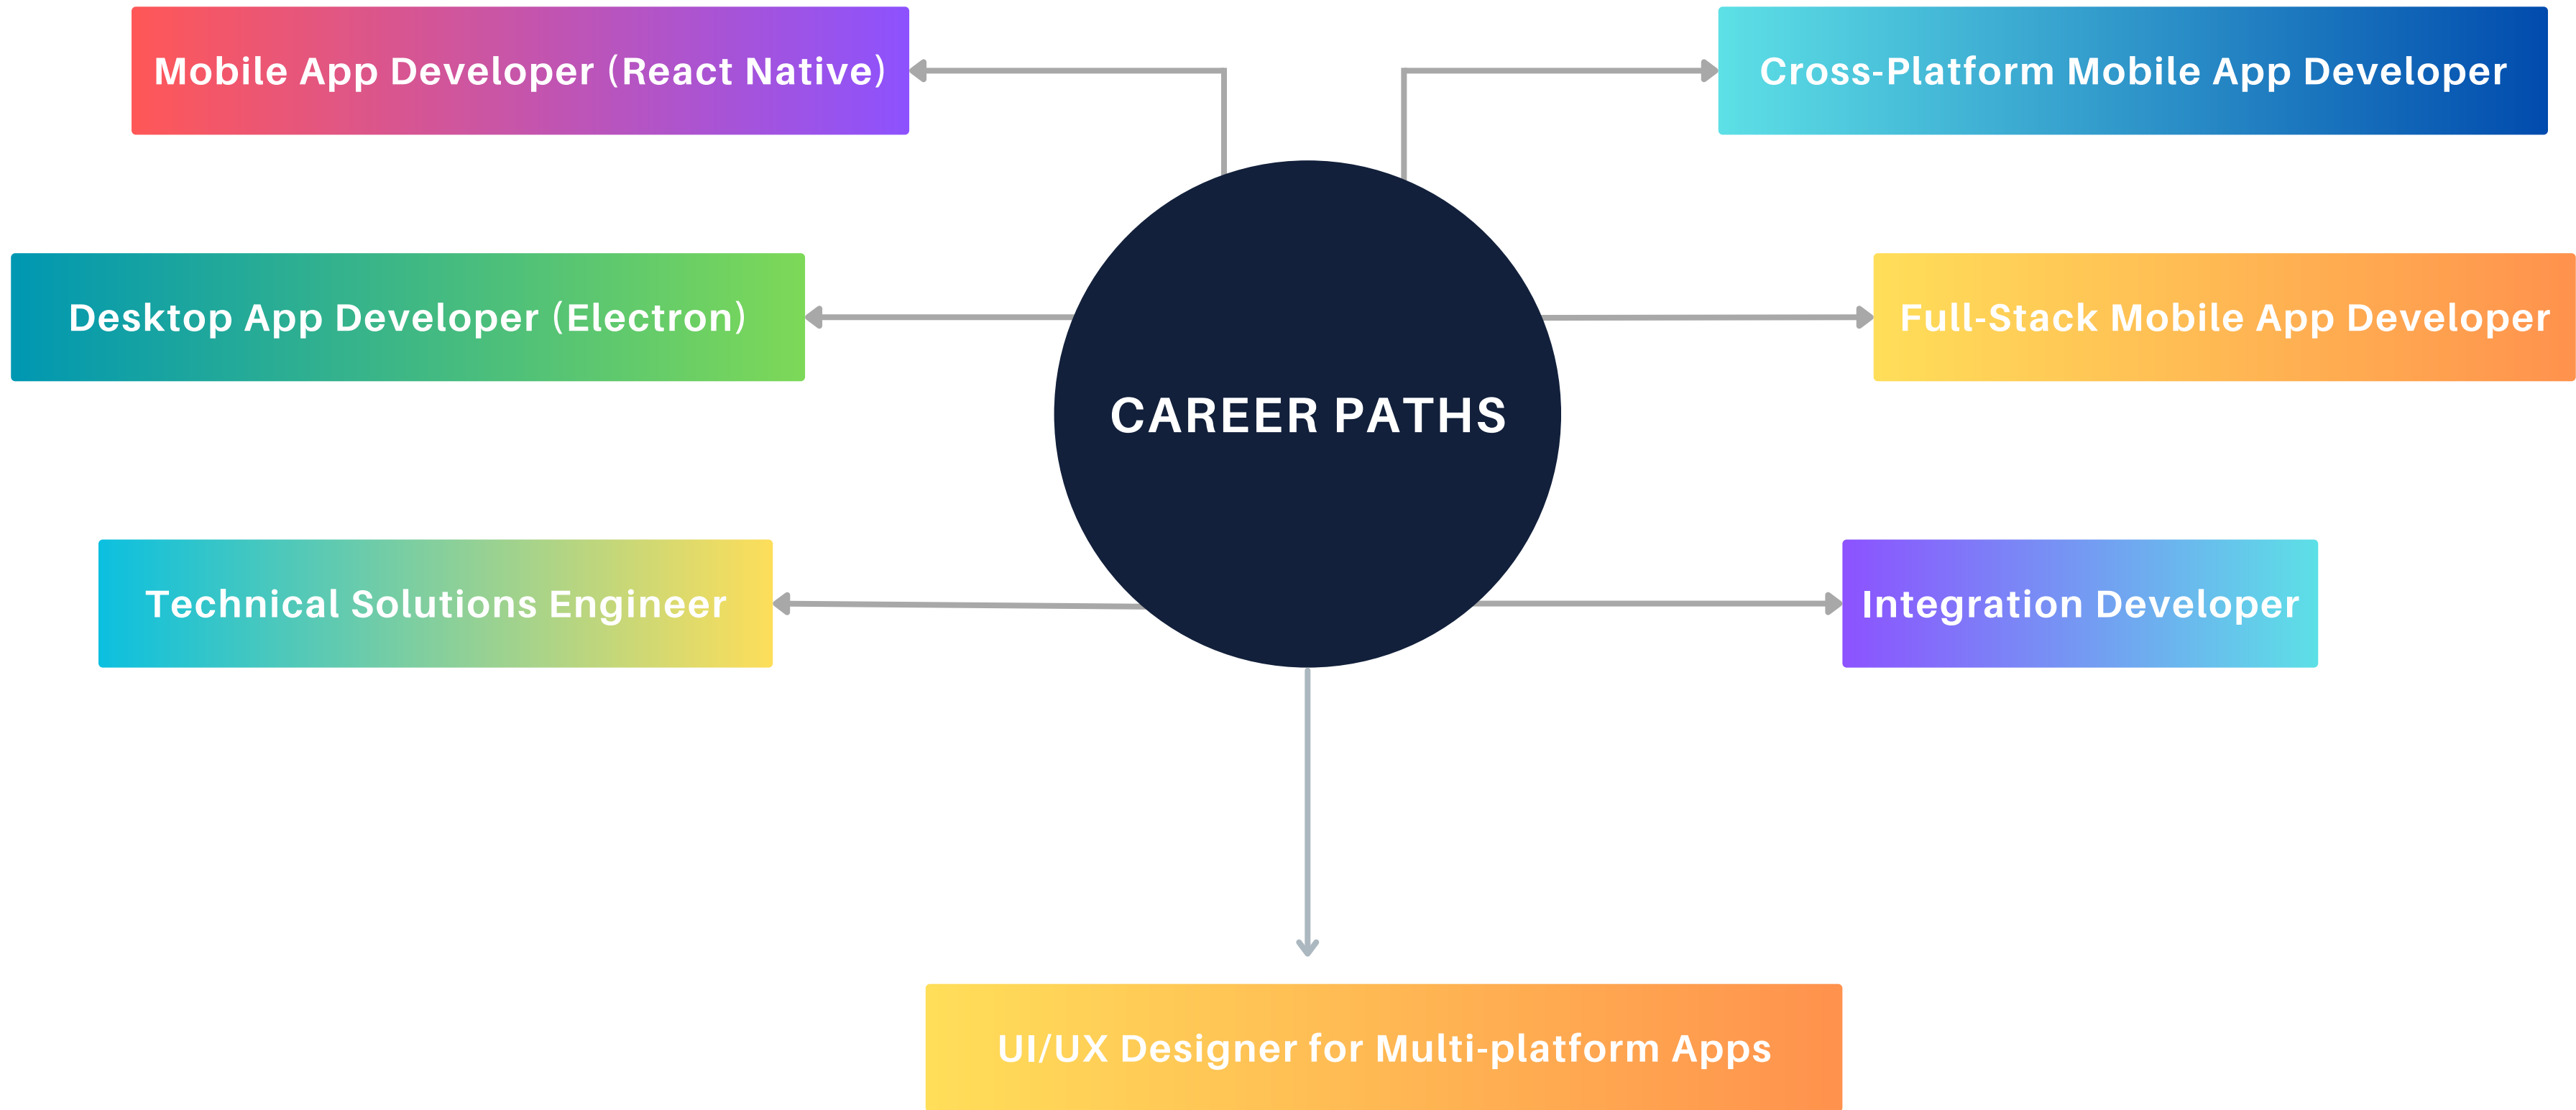 Mobile App Developer (React Native)
Cross-Platform Mobile App Developer
Desktop App Developer (Electron)
Full-Stack Mobile App Developer
CAREER PATHS
Technical Solutions Engineer
Integration Developer
UI/UX Designer for Multi-platform Apps